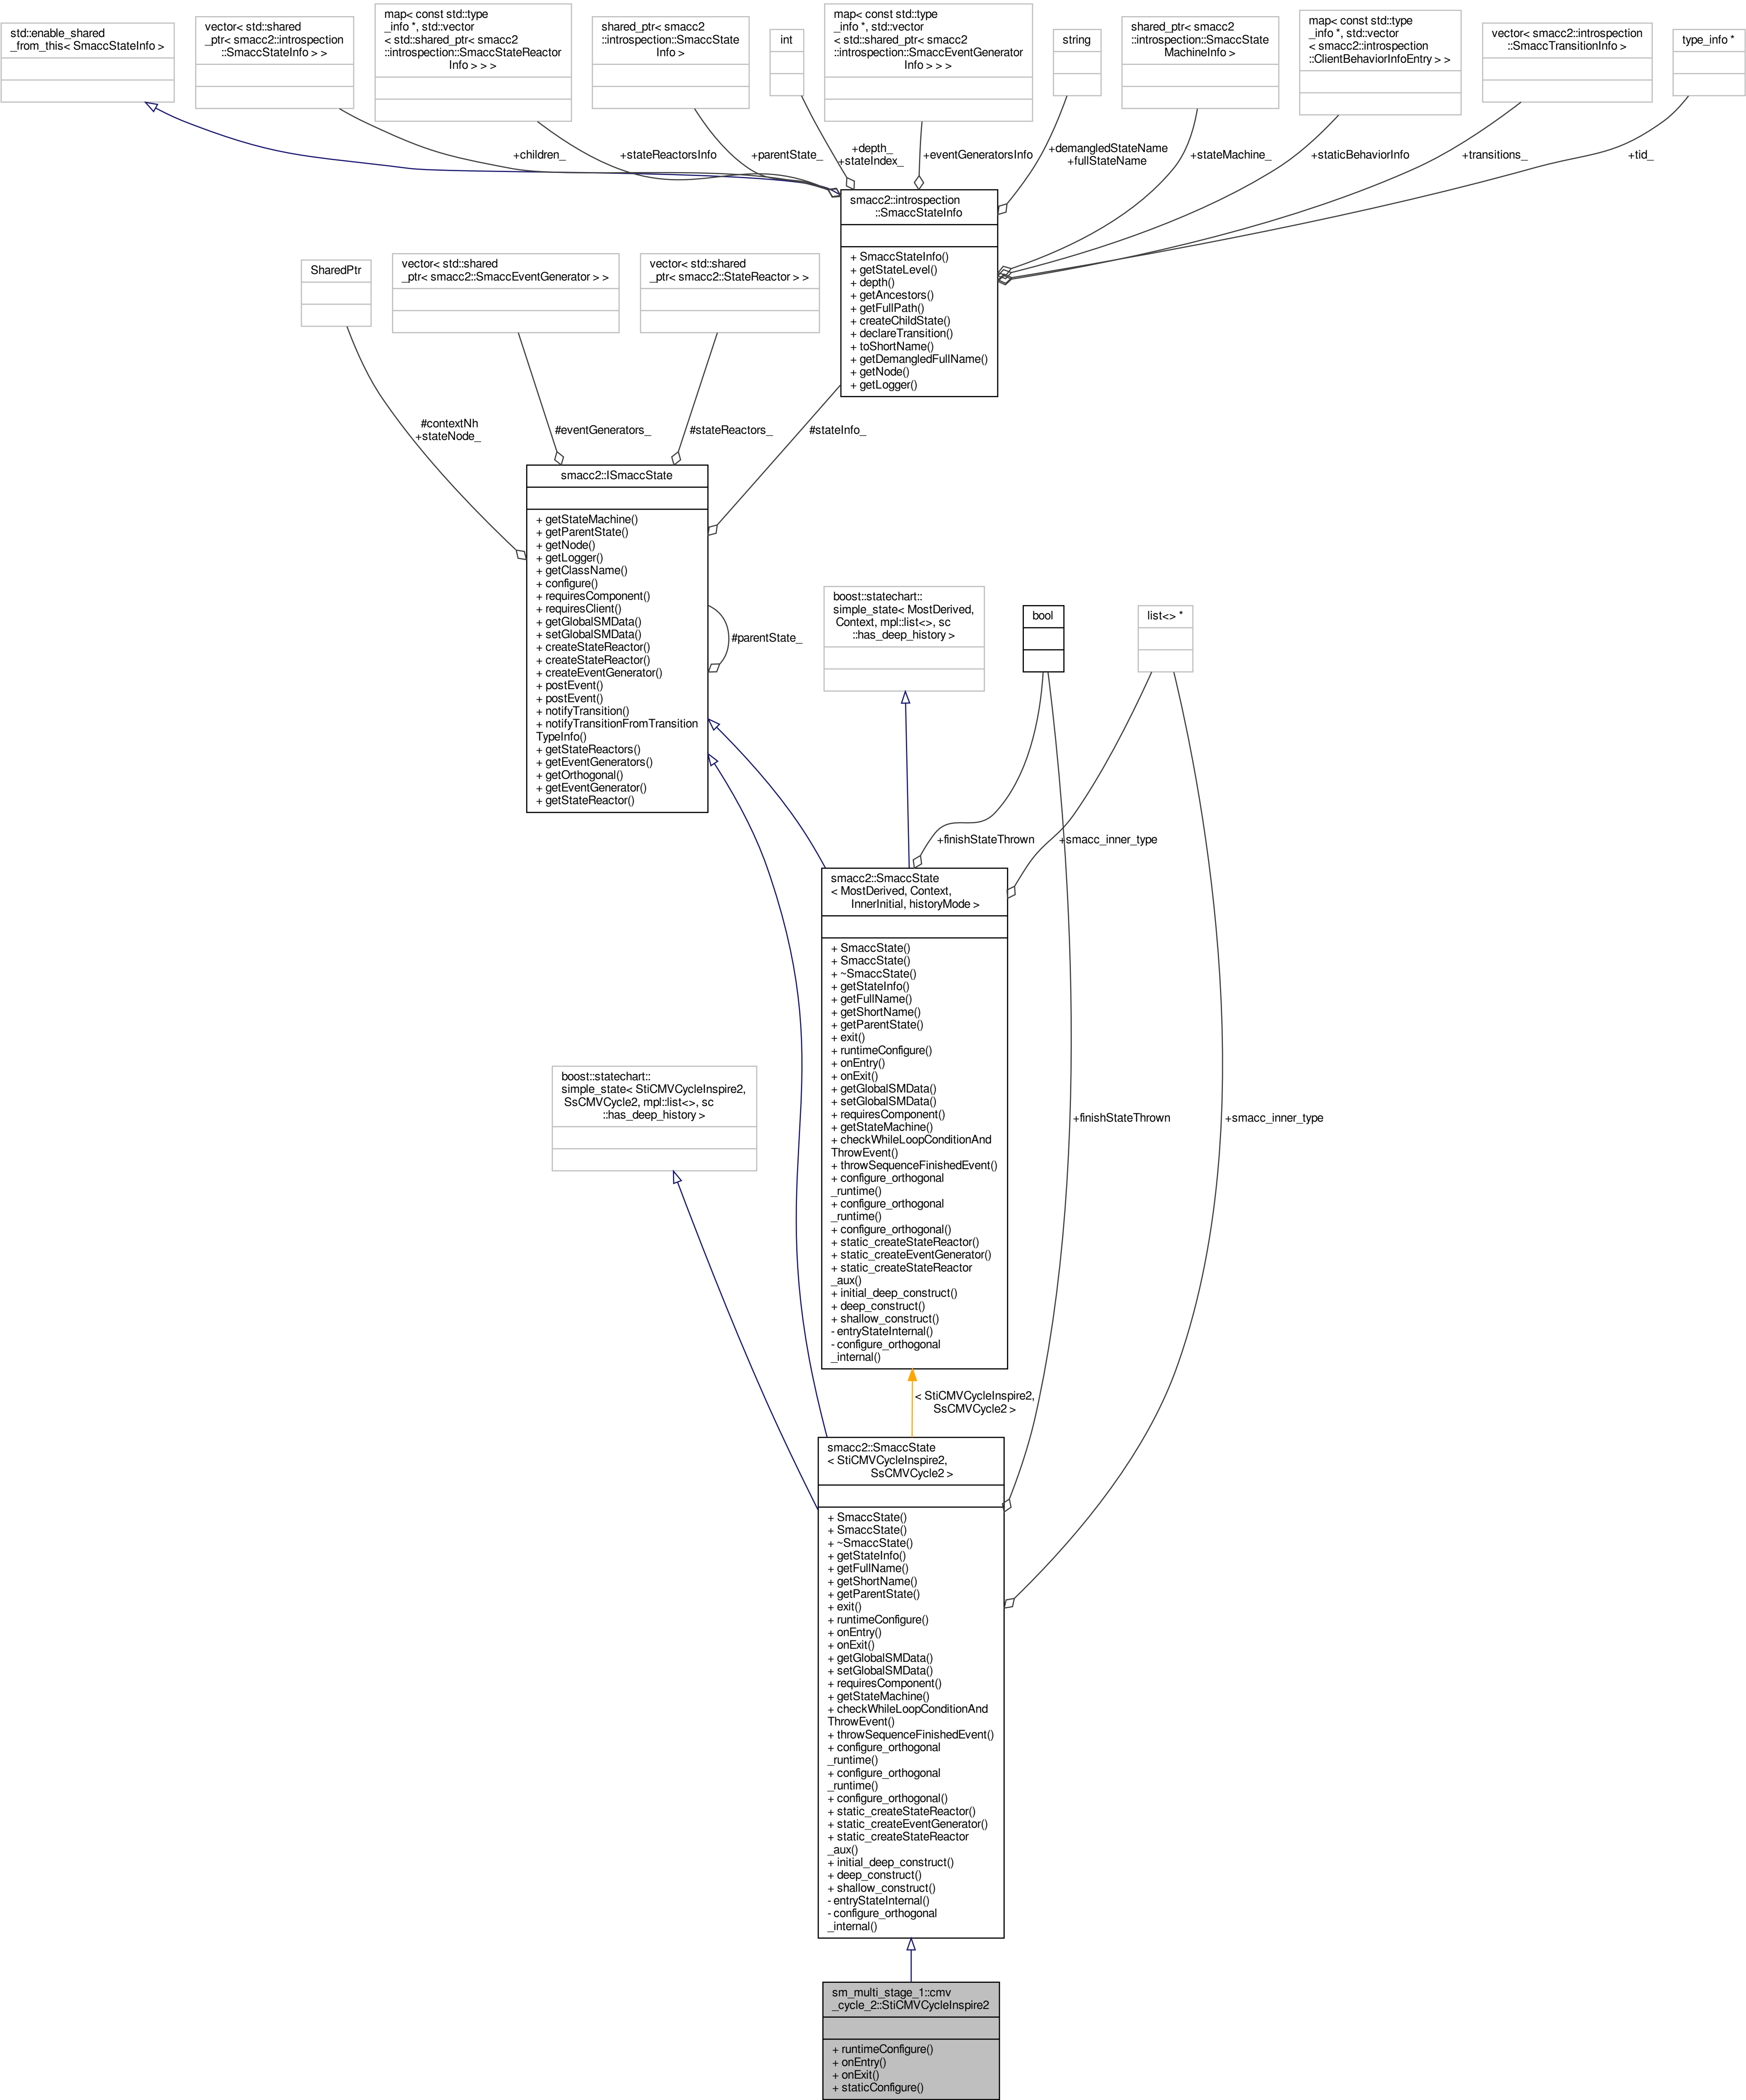 std::enable_shared
_from_this< SmaccStateInfo >
vector< std::shared
_ptr< smacc2::introspection
::SmaccStateInfo > >
map< const std::type
_info *, std::vector
< std::shared_ptr< smacc2
::introspection::SmaccStateReactor
Info > > >
shared_ptr< smacc2
::introspection::SmaccState
Info >
int
map< const std::type
_info *, std::vector
< std::shared_ptr< smacc2
::introspection::SmaccEventGenerator
Info > > >
string
shared_ptr< smacc2
::introspection::SmaccState
MachineInfo >
map< const std::type
_info *, std::vector
< smacc2::introspection
::ClientBehaviorInfoEntry > >
vector< smacc2::introspection
::SmaccTransitionInfo >
type_info *
+children_
+stateReactorsInfo
+parentState_
+depth_
+stateIndex_
+eventGeneratorsInfo
+demangledStateName
+fullStateName
+stateMachine_
+staticBehaviorInfo
+transitions_
+tid_
smacc2::introspection
::SmaccStateInfo
+ SmaccStateInfo()
+ getStateLevel()
+ depth()
+ getAncestors()
+ getFullPath()
+ createChildState()
+ declareTransition()
+ toShortName()
+ getDemangledFullName()
+ getNode()
+ getLogger()
SharedPtr
vector< std::shared
_ptr< smacc2::SmaccEventGenerator > >
vector< std::shared
_ptr< smacc2::StateReactor > >
#contextNh
+stateNode_
#eventGenerators_
#stateReactors_
#stateInfo_
smacc2::ISmaccState
+ getStateMachine()
+ getParentState()
+ getNode()
+ getLogger()
+ getClassName()
+ configure()
+ requiresComponent()
+ requiresClient()
+ getGlobalSMData()
+ setGlobalSMData()
+ createStateReactor()
+ createStateReactor()
+ createEventGenerator()
+ postEvent()
+ postEvent()
+ notifyTransition()
+ notifyTransitionFromTransition
TypeInfo()
+ getStateReactors()
+ getEventGenerators()
+ getOrthogonal()
+ getEventGenerator()
+ getStateReactor()
#parentState_
boost::statechart::
simple_state< MostDerived,
Context, mpl::list<>, sc
::has_deep_history >
bool
list<> *
+finishStateThrown
+smacc_inner_type
smacc2::SmaccState
< MostDerived, Context,
InnerInitial, historyMode >
+ SmaccState()
+ SmaccState()
+ ~SmaccState()
+ getStateInfo()
+ getFullName()
+ getShortName()
+ getParentState()
+ exit()
+ runtimeConfigure()
+ onEntry()
+ onExit()
+ getGlobalSMData()
+ setGlobalSMData()
+ requiresComponent()
+ getStateMachine()
+ checkWhileLoopConditionAnd
ThrowEvent()
+ throwSequenceFinishedEvent()
+ configure_orthogonal
_runtime()
+ configure_orthogonal
_runtime()
+ configure_orthogonal()
+ static_createStateReactor()
+ static_createEventGenerator()
+ static_createStateReactor
_aux()
+ initial_deep_construct()
+ deep_construct()
+ shallow_construct()
- entryStateInternal()
- configure_orthogonal
_internal()
boost::statechart::
simple_state< StiCMVCycleInspire2,
SsCMVCycle2, mpl::list<>, sc
::has_deep_history >
+finishStateThrown
+smacc_inner_type
< StiCMVCycleInspire2,
SsCMVCycle2 >
smacc2::SmaccState
< StiCMVCycleInspire2,
SsCMVCycle2 >
+ SmaccState()
+ SmaccState()
+ ~SmaccState()
+ getStateInfo()
+ getFullName()
+ getShortName()
+ getParentState()
+ exit()
+ runtimeConfigure()
+ onEntry()
+ onExit()
+ getGlobalSMData()
+ setGlobalSMData()
+ requiresComponent()
+ getStateMachine()
+ checkWhileLoopConditionAnd
ThrowEvent()
+ throwSequenceFinishedEvent()
+ configure_orthogonal
_runtime()
+ configure_orthogonal
_runtime()
+ configure_orthogonal()
+ static_createStateReactor()
+ static_createEventGenerator()
+ static_createStateReactor
_aux()
+ initial_deep_construct()
+ deep_construct()
+ shallow_construct()
- entryStateInternal()
- configure_orthogonal
_internal()
sm_multi_stage_1::cmv
_cycle_2::StiCMVCycleInspire2
+ runtimeConfigure()
+ onEntry()
+ onExit()
+ staticConfigure()